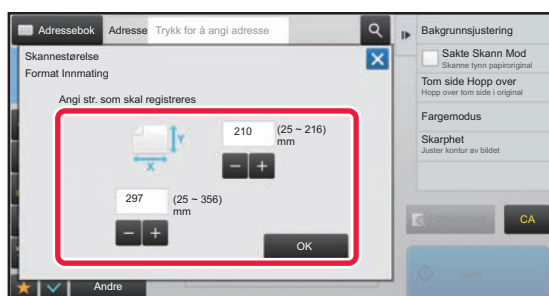 Adressebok Adresse Trykk for å angi adresse
Skannestørelse
Format Innmating
Angi str. som skal registreres
Y
X
210 (25 ~ 216)
mm
297 (25 ~ 356)
mm
OK
Andre
Bakgrunnsjustering
Sakte Skann Mod
Skanne tynn papiroriginal
Tom side Hopp over
Hopp over tom side i original
Fargemodus
Skarphet
Juster kontur av bildet
CA
Start